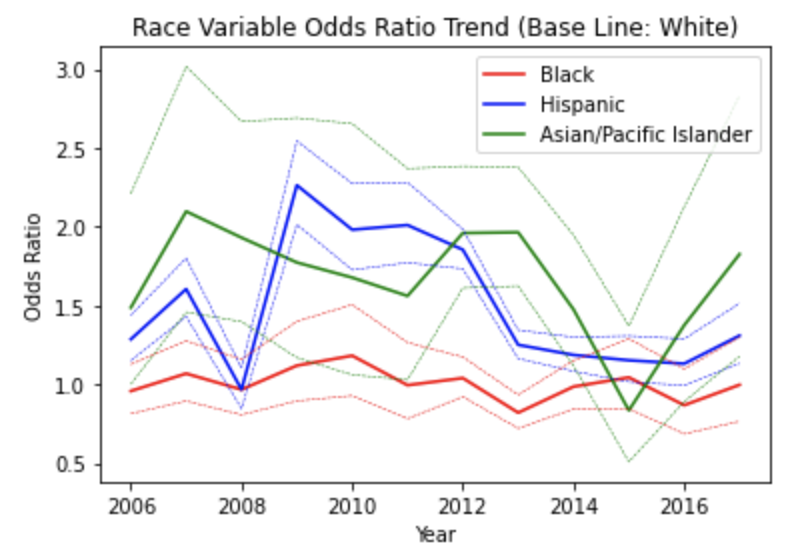 Race Variable Odds Ratio Trend (Base Line: White)
Black
Hispanic
Asian/Pacific Islander
Odds Ratio
3.0
2.5
2.0
1.5
1.0
0.5
2006 2008 2010 2012 2014 2016
Year